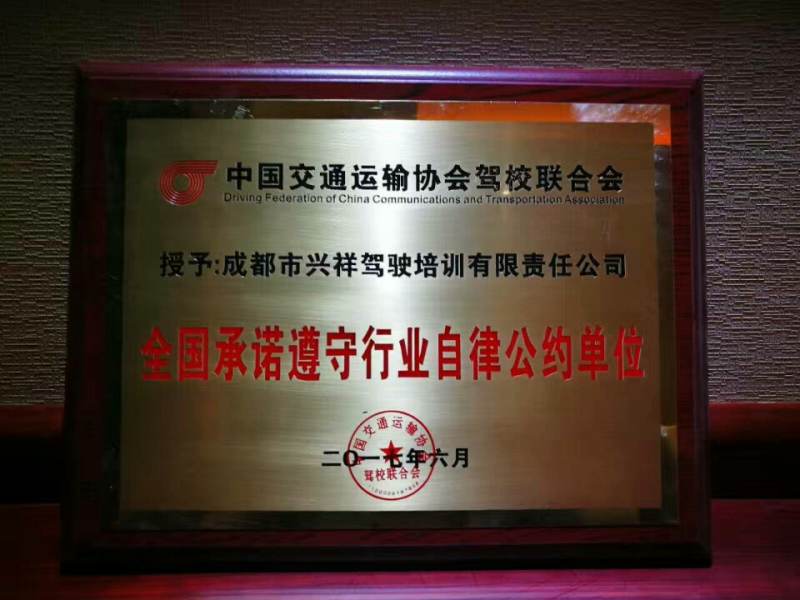 中国交通运输协会驾校联合会
Driving Federation of China Communications and Transportation Association
授予:成都市兴祥驾驶培训有限责任公司
全国承诺遵守行业自律公约单位
中国交通运输协会
驾校联合会
二〇一七年六月